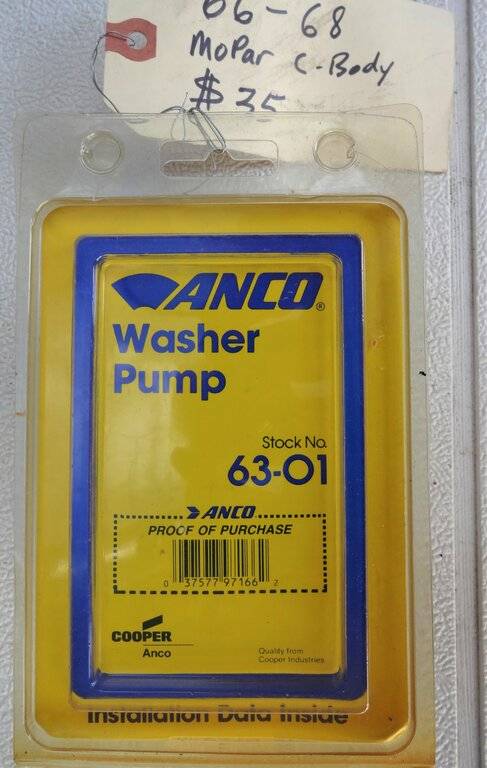 66-68
MoPar C-Body
$35
ANCO®
Washer
Pump
Stock No.
63-01
ANCO
PROOF OF PURCHASE
0 37577 97166 2
COOPER
Anco
Quality from
Cooper Industries
Installation Data Inside